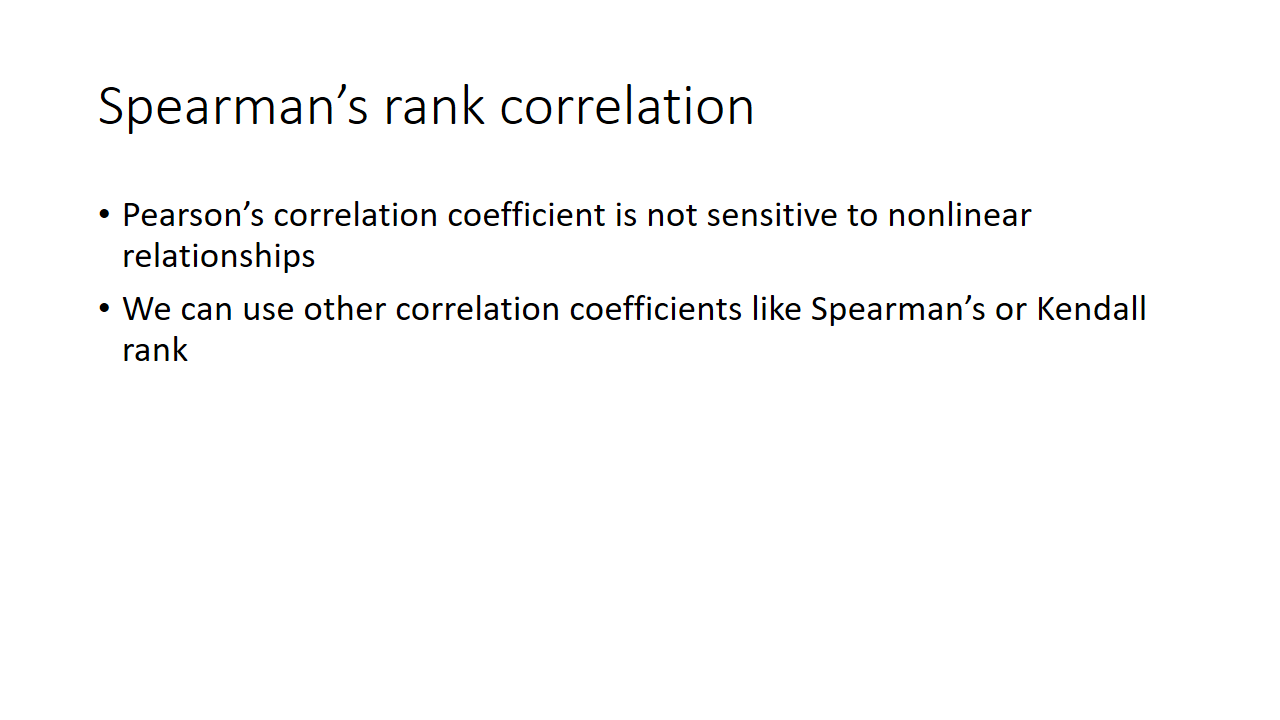 Spearman’s rank correlation
• Pearson’s correlation coefficient is not sensitive to nonlinear
relationships
• We can use other correlation coefficients like Spearman’s or Kendall
rank